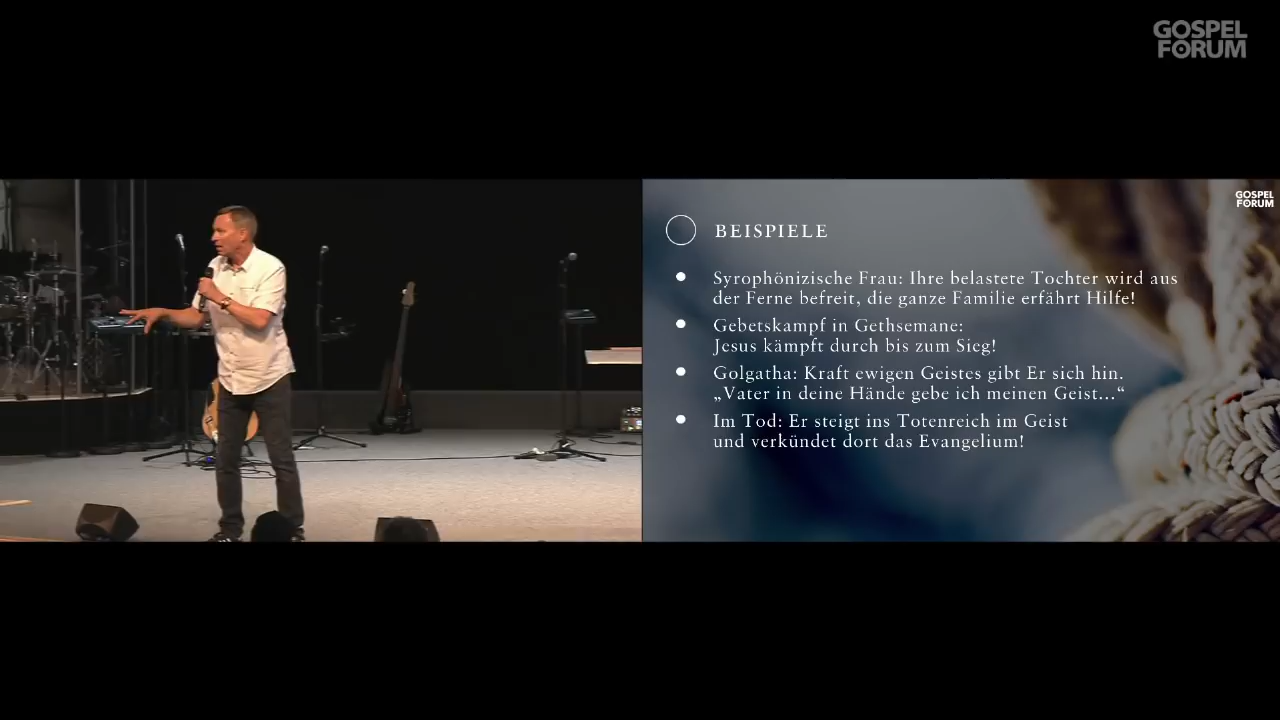 GOSPEL
FORUM
GOSPEL
FORUM
BEISPIELE
Syrophönizische Frau: Ihre belastete Tochter wird aus
der Ferne befreit, die ganze Familie erfährt Hilfe!
Gebetskampf in Gethsemane:
Jesus kämpft durch bis zum Sieg!
Golgatha: Kraft ewigen Geistes gibt Er sich hin.
„Vater in deine Hände gebe ich meinen Geist...“
Im Tod: Er steigt ins Totenreich im Geist
und verkündet dort das Evangelium!